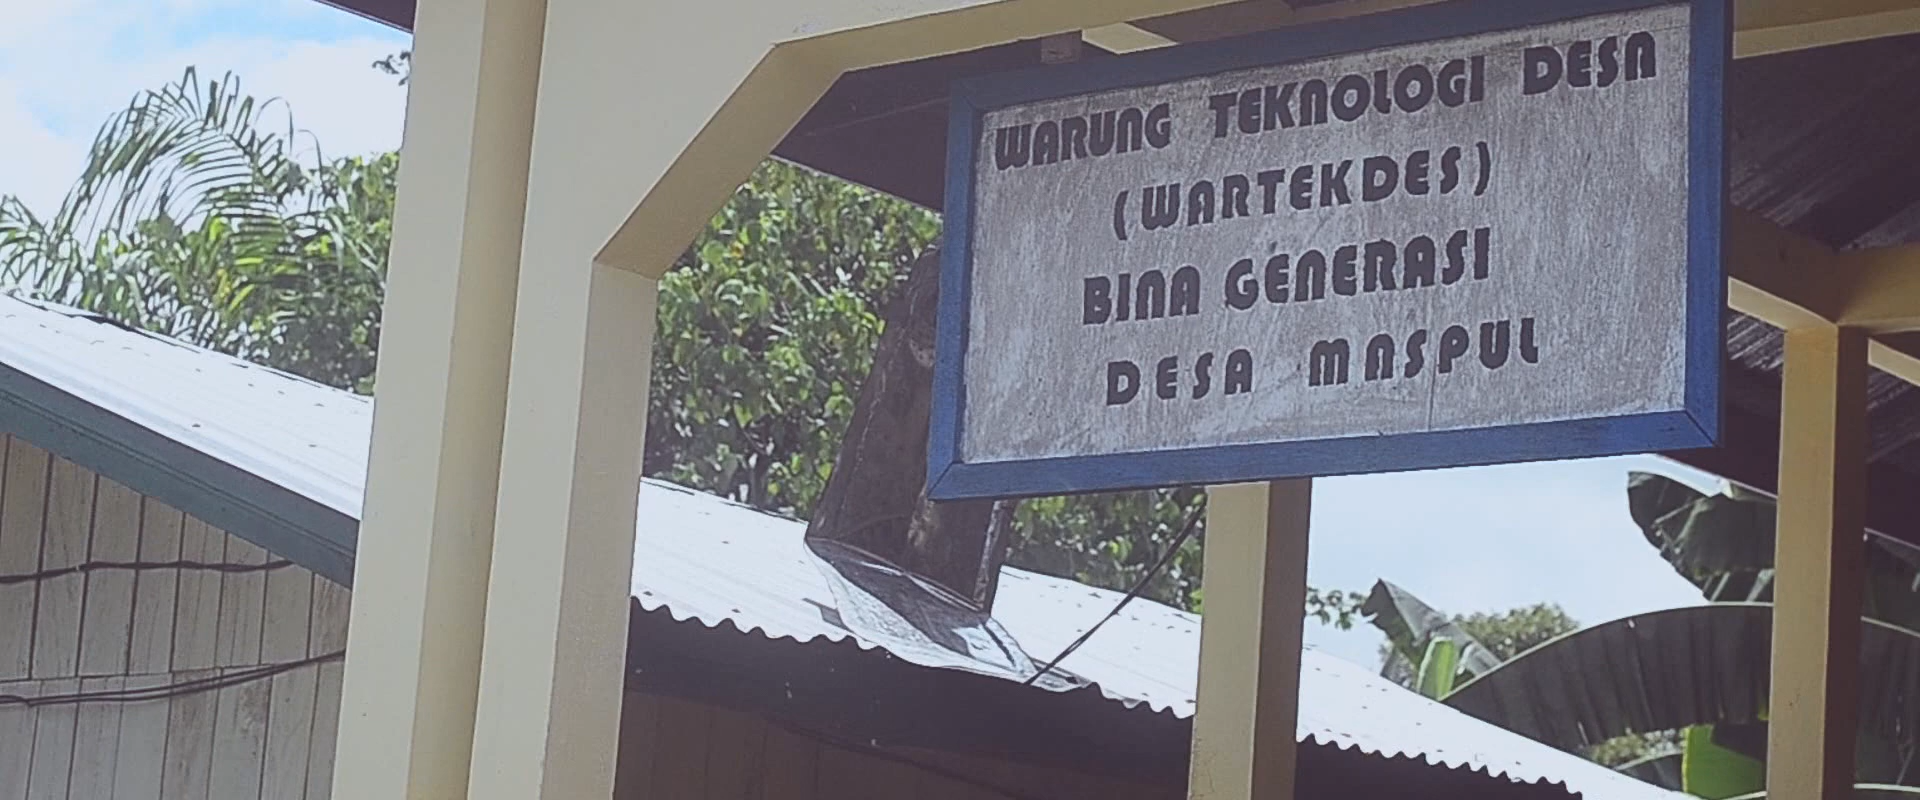 WARUNG TEKNOLOGI DESA
(WARTEKDES)
BINA GENERASI
DESA MASPUL